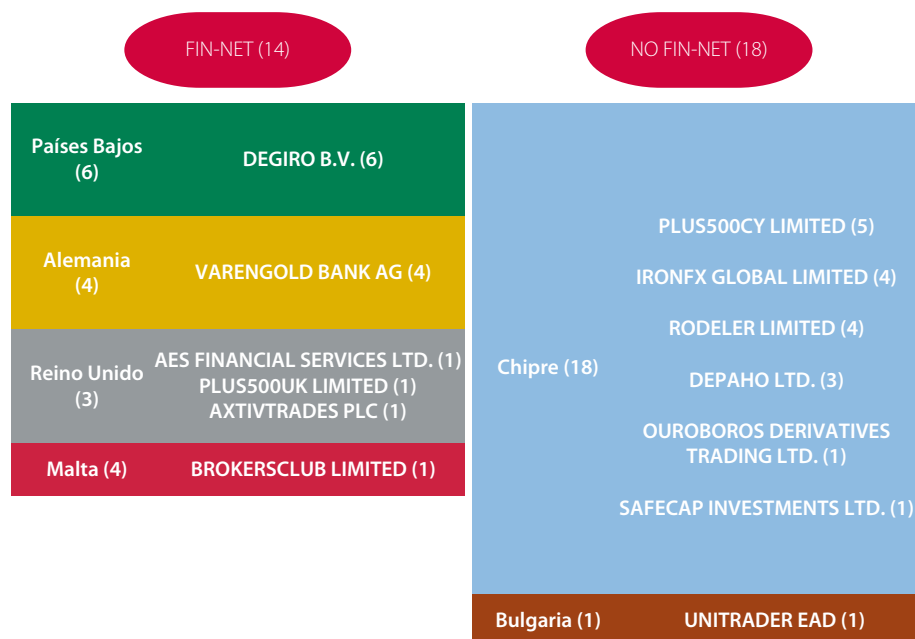 FIN-NET (14)
NO FIN-NET (18)
Países Bajos
(6)
DEGIRO B.V. (6)
Alemania
(4)
VARENGOLD BANK AG (4)
Reino Unido
(3)
AES FINANCIAL SERVICES LTD. (1)
PLUS500UK LIMITED (1)
AXTIVTRADES PLC (1)
Malta (4)
BROKERSCLUB LIMITED (1)
Chipre (18)
PLUS500CY LIMITED (5)
IRONFX GLOBAL LIMITED (4)
RODELER LIMITED (4)
DEPAHO LTD. (3)
OUROBOROS DERIVATIVES
TRADING LTD. (1)
SAFECAP INVESTMENTS LTD. (1)
Bulgaria (1)
UNITRADER EAD (1)